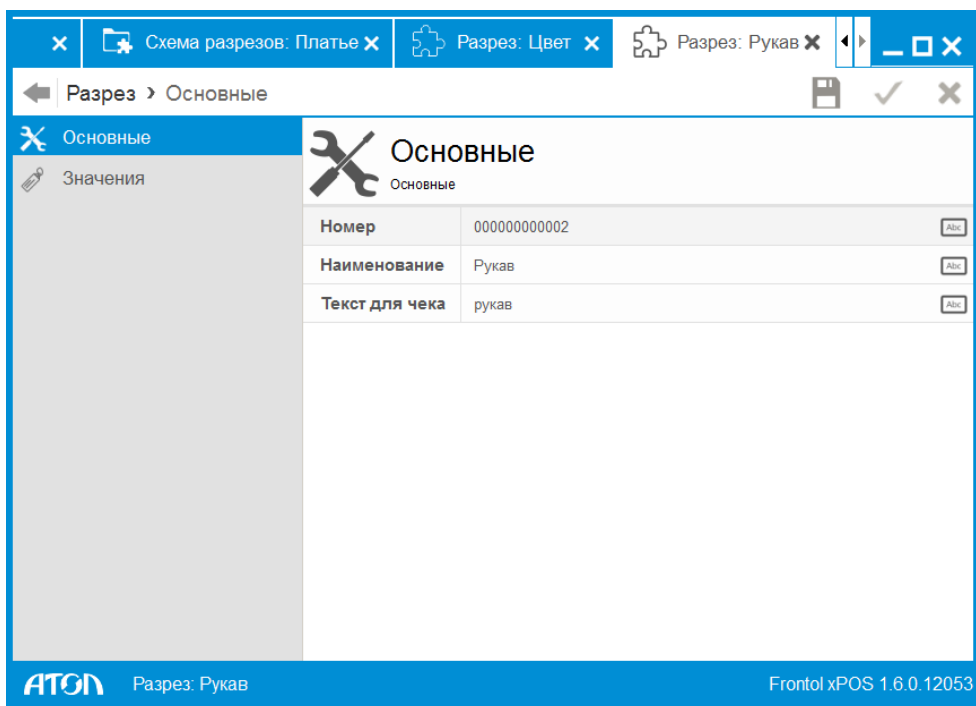 Схема разрезов: Платье
Разрез: Цвет
Разрез: Рукав
Разрез > Основные
Основные
Значения
Основные
Основные
Номер 000000000002 Abc
Наименование Рукав Abc
Текст для чека рукав Abc
ATOL Разрез: Рукав Frontol xPOS 1.6.0.12053